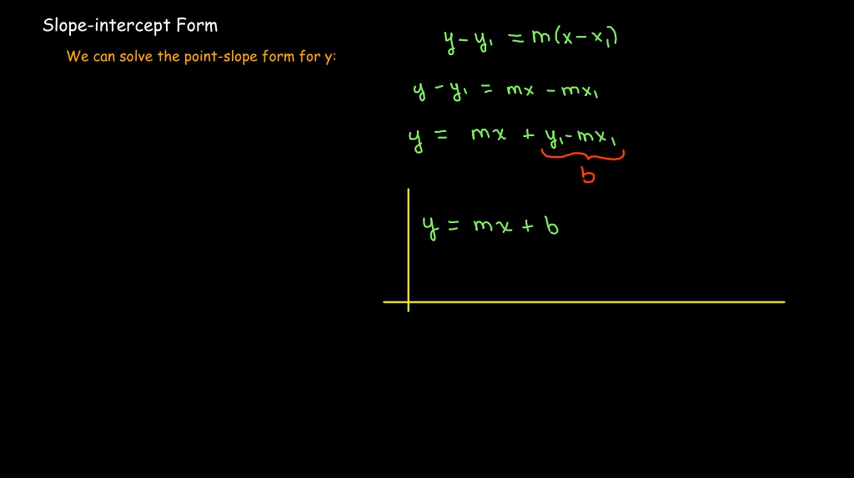 Slope-intercept Form
We can solve the point-slope form for y:
y - y₁ = m(x - x₁)
y - y₁ = mx - mx₁
y = mx + y₁ - mx₁
b
y = mx + b